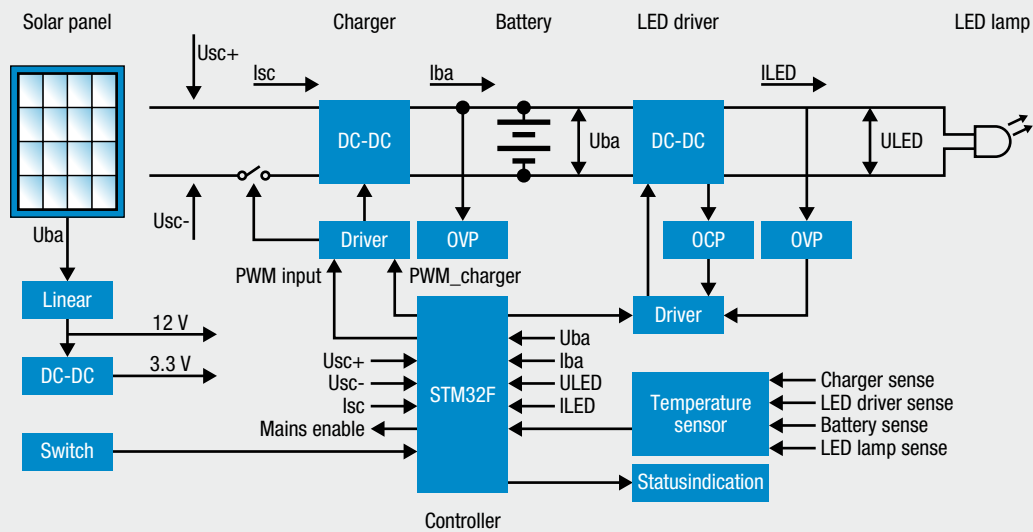 Solar panel
Charger
Battery
LED driver
LED lamp
Usc+
Isc
Iba
ILED
DC-DC
Uba
DC-DC
ULED
Usc-
Uba
Driver
OVP
OCP
OVP
PWM input
PWM_charger
Linear
12 V
Driver
DC-DC
3.3 V
Usc+
Usc-
Isc
Mains enable
STM32F
Uba
Iba
ULED
ILED
Temperature
sensor
Charger sense
LED driver sense
Battery sense
LED lamp sense
Switch
Statusindication
Controller